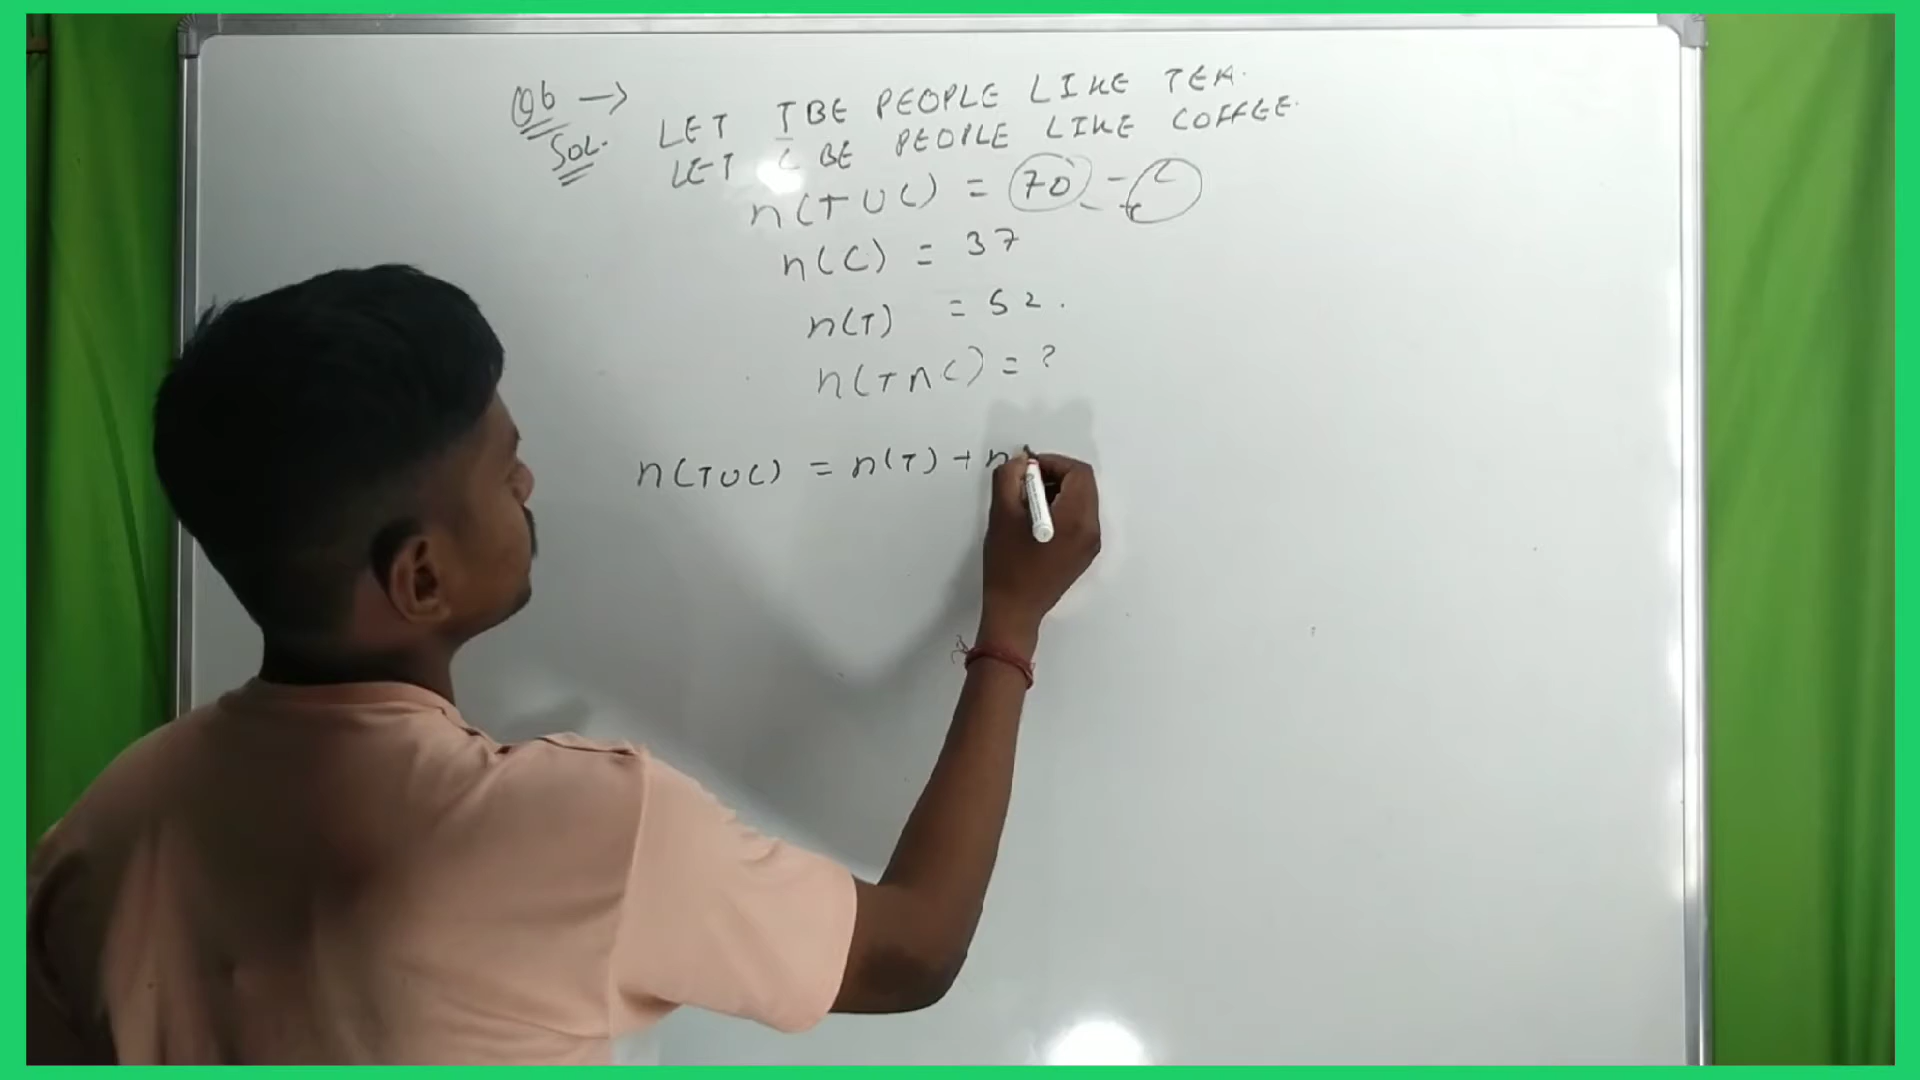 Q6 →
SOL. LET T BE PEOPLE LIKE TEA.
LET C BE PEOPLE LIKE COFFEE.
n(T∪C) = 70
n(C) = 37
n(T) = 52.
n(T∩C) = ?
n(T∪C) = n(T) + n